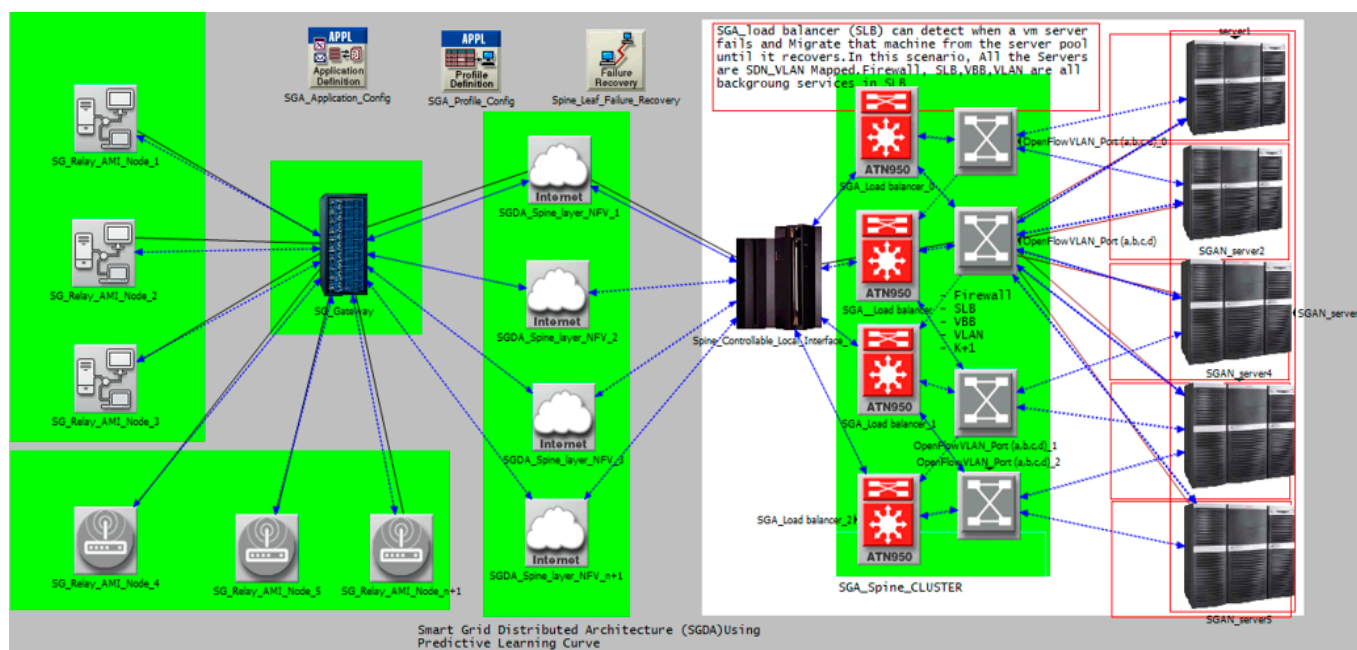 APPL
Application
Definition
SGA_Application_Config
APPL
Profile
Definition
SGA_Profile_Config
Failure
Recovery
Spine_Leaf_Failure_Recovery
SGA_load balancer (SLB) can detect when a vm server
fails and Migrate that machine from the server pool
until it recovers.In this scenario, All the Servers
are SDN_VLAN Mapped.Firewall, SLB,VBB,VLAN are all
backgroung services in SLB
server1
SG_Relay_AMI_Node_1
SG_Relay_AMI_Node_2
SG_Relay_AMI_Node_3
SG_Gateway
SG_Relay_AMI_Node_4
SG_Relay_AMI_Node_5
SG_Relay_AMI_Node_n+1
Internet
SGDA_Spine_layer_NFV_1
Internet
SGDA_Spine_layer_NFV_2
Internet
SGDA_Spine_layer_NFV_3
Internet
SGDA_Spine_layer_NFV_n+1
Spine_Controllable_Local_Interface_
ATN950
SGA_Load balancer_0
ATN950
SGA__Load balancer
ATN950
SGA_Load balancer_1
ATN950
SGA_Load balancer_2
OpenFlowVLAN_Port (a,b,c,d)_0
OpenFlowVLAN_Port (a,b,c,d)
- Firewall
- SLB
- VBB
- VLAN
- K+1
OpenFlowVLAN_Port (a,b,c,d)_1
OpenFlowVLAN_Port (a,b,c,d)_2
SGAN_server2
SGAN_server
SGAN_server4
SGAN_server5
SGA_Spine_CLUSTER
Smart Grid Distributed Architecture (SGDA)Using
Predictive Learning Curve